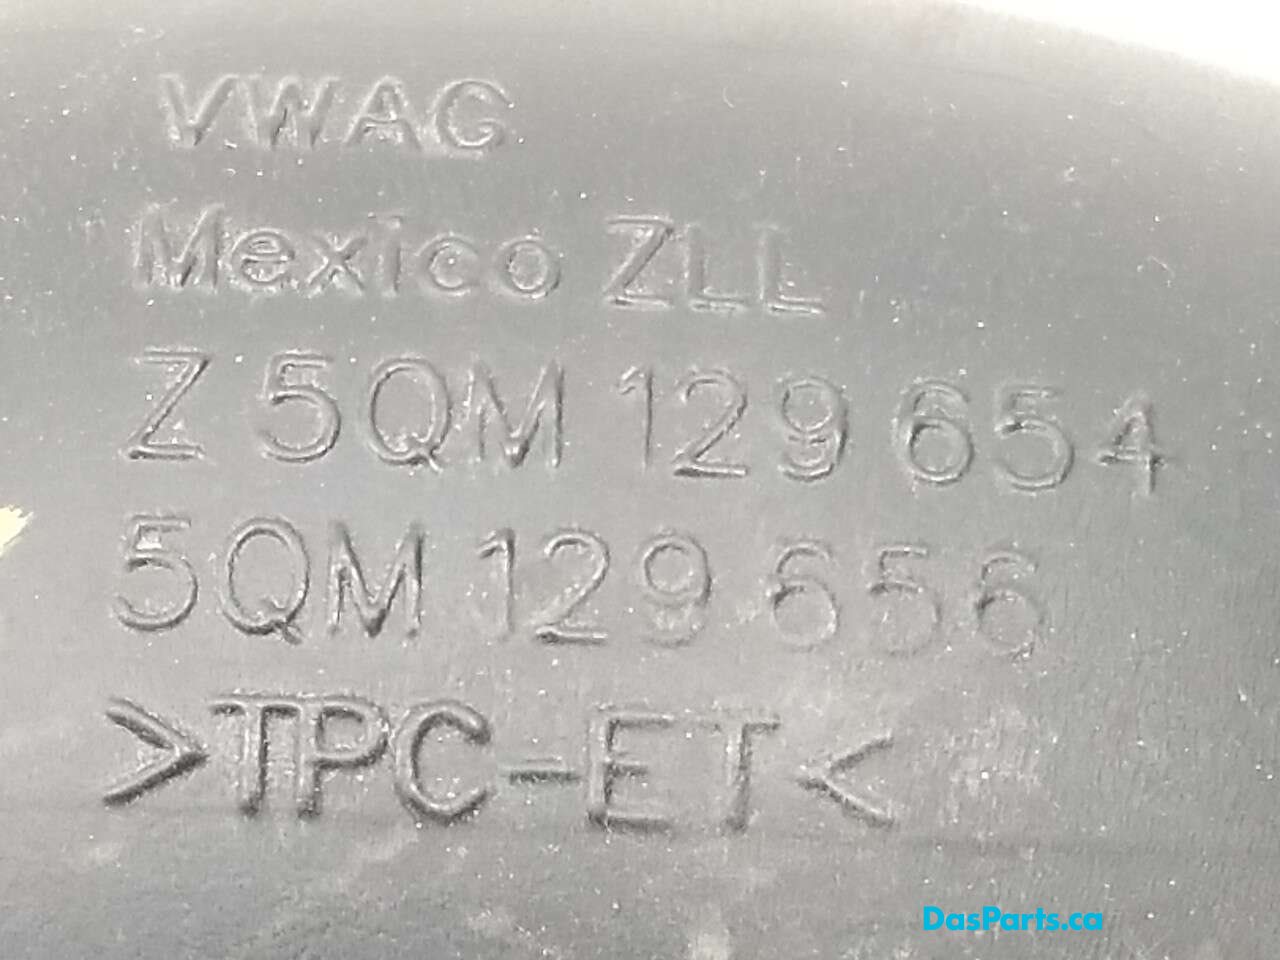 VWAG
Mexico ZLL
Z 5QM 129 654
5QM 129 656
>TPC-ET<
DasParts.ca